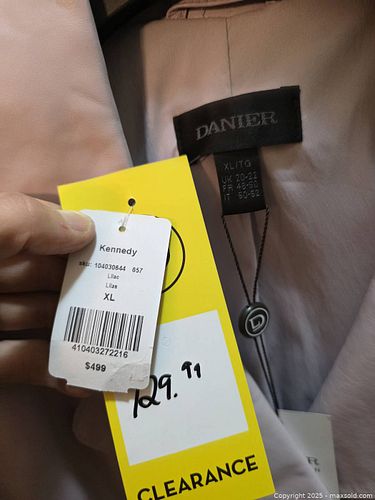 DANIER
XL/TG
UK 20-22
FR 48-50
IT 50-52
Kennedy
sku: 104030844 657
Lilac
Lilas
XL
410403272216
$499
129.99
CLEARANCE
D
Copyright 2025 - maxsold.com